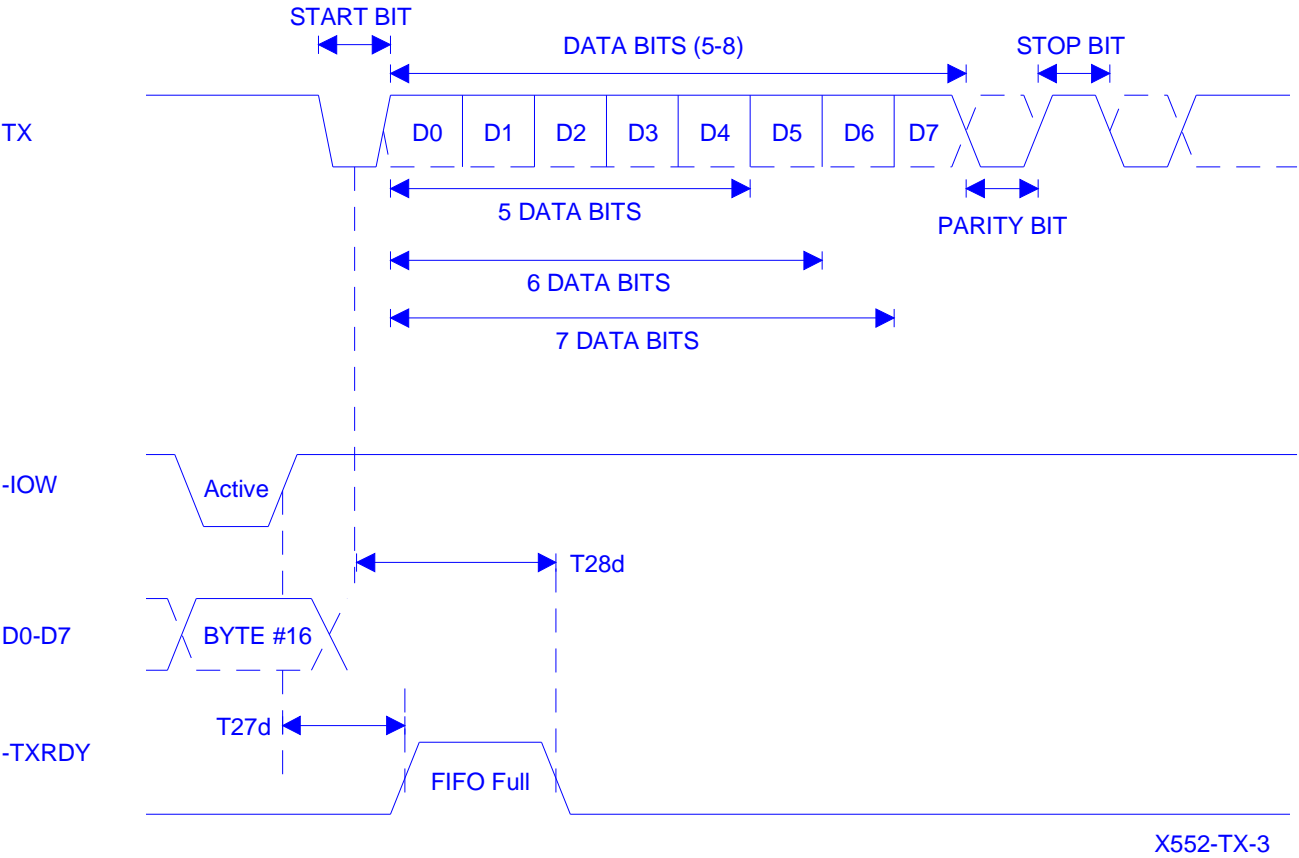 START BIT
DATA BITS (5-8)
STOP BIT
TX
D0
D1
D2
D3
D4
D5
D6
D7
5 DATA BITS
PARITY BIT
6 DATA BITS
7 DATA BITS
-IOW
Active
T28d
D0-D7
BYTE #16
T27d
-TXRDY
FIFO Full
X552-TX-3